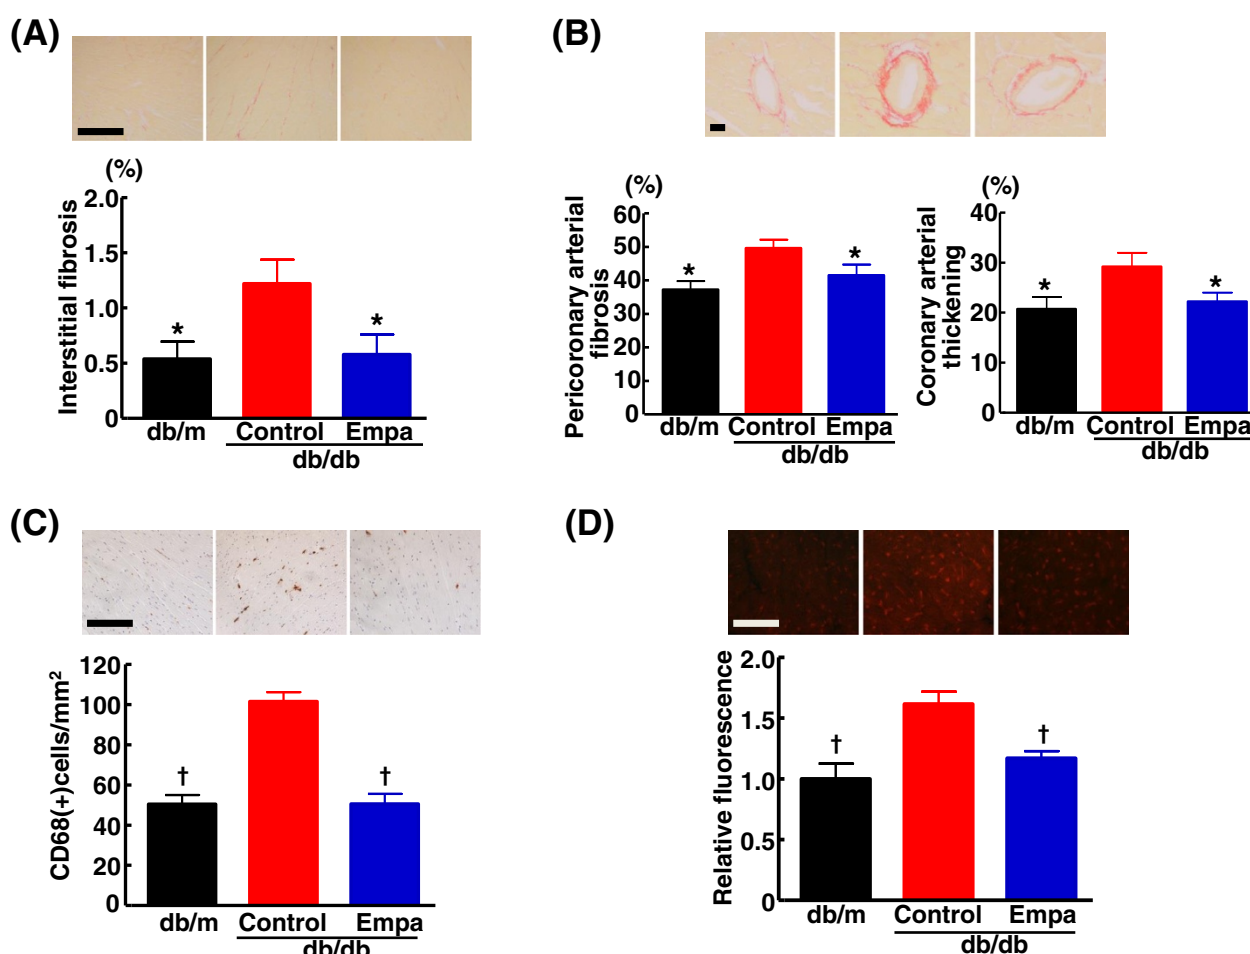 (A)
(%)
Interstitial fibrosis
2.0
1.5
1.0
0.5
0
*
*
db/m
Control
Empa
db/db
(B)
(%)
Pericoronary arterial
fibrosis
60
50
40
30
20
10
0
*
*
db/m
Control
Empa
db/db
(%)
Coronary arterial
thickening
40
30
20
10
0
*
*
db/m
Control
Empa
db/db
(C)
CD68(+)cells/mm²
120
100
80
60
40
20
0
†
†
db/m
Control
Empa
db/db
(D)
Relative fluorescence
2.0
1.5
1.0
0.5
0
†
†
db/m
Control
Empa
db/db